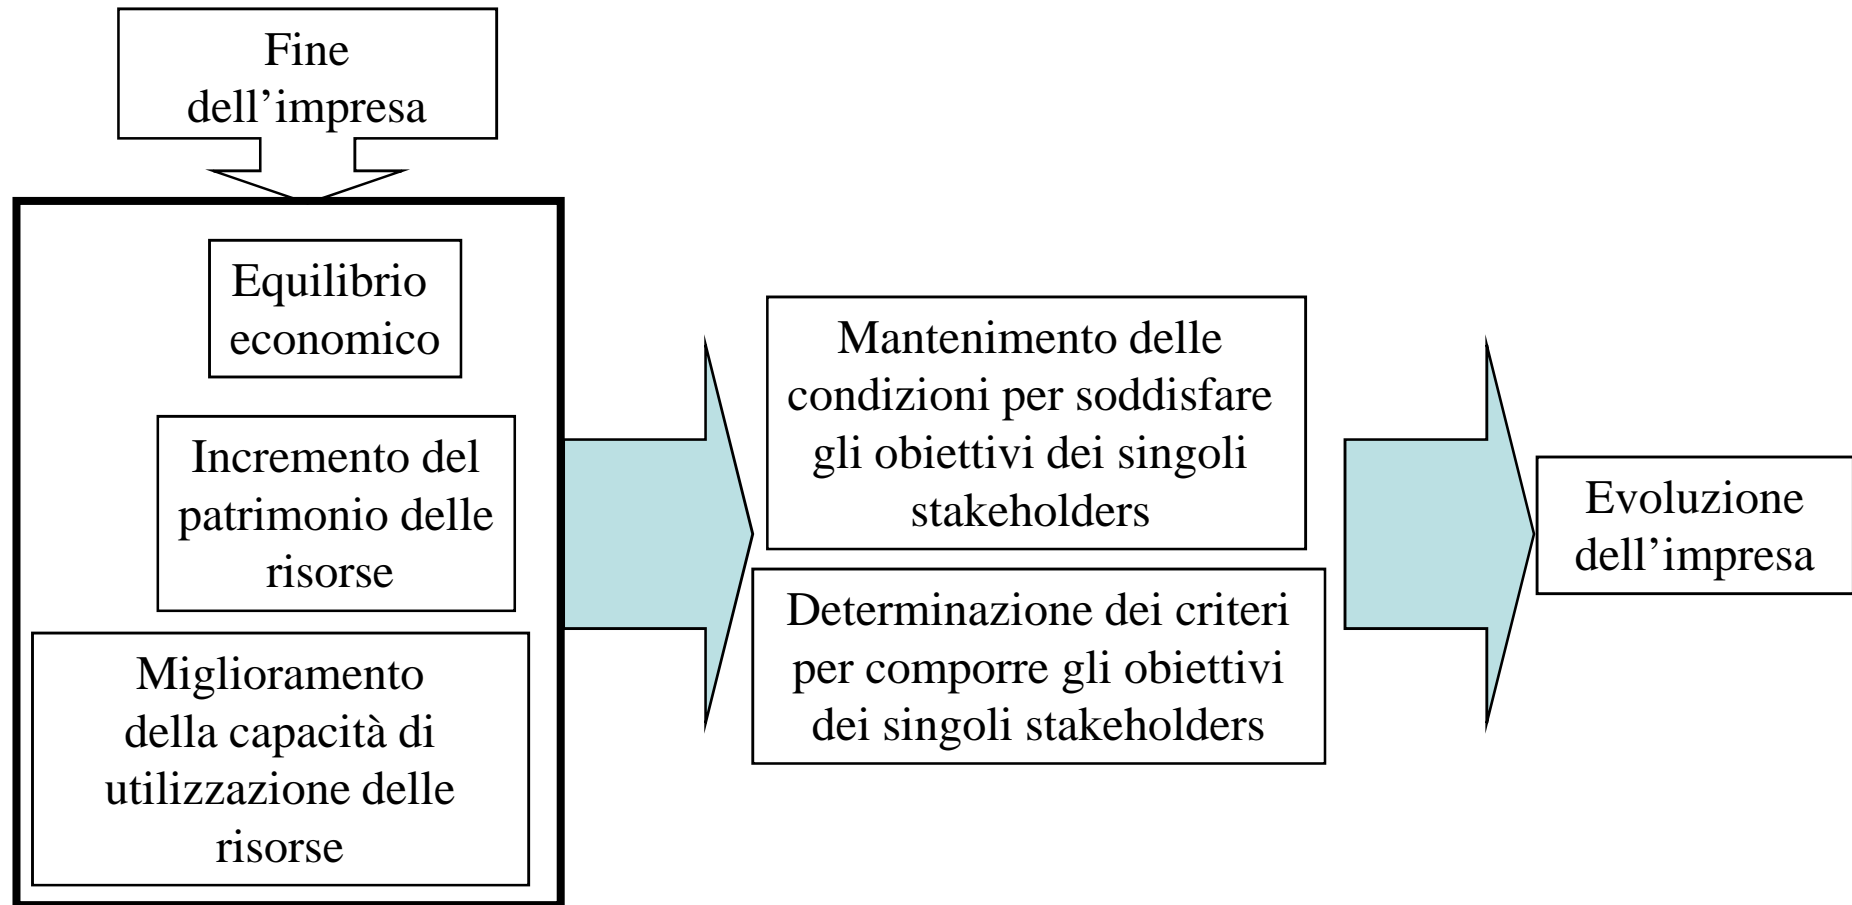 Fine
dell’impresa
Equilibrio
economico
Incremento del
patrimonio delle
risorse
Miglioramento
della capacità di
utilizzazione delle
risorse
Mantenimento delle
condizioni per soddisfare
gli obiettivi dei singoli
stakeholders
Determinazione dei criteri
per comporre gli obiettivi
dei singoli stakeholders
Evoluzione
dell’impresa